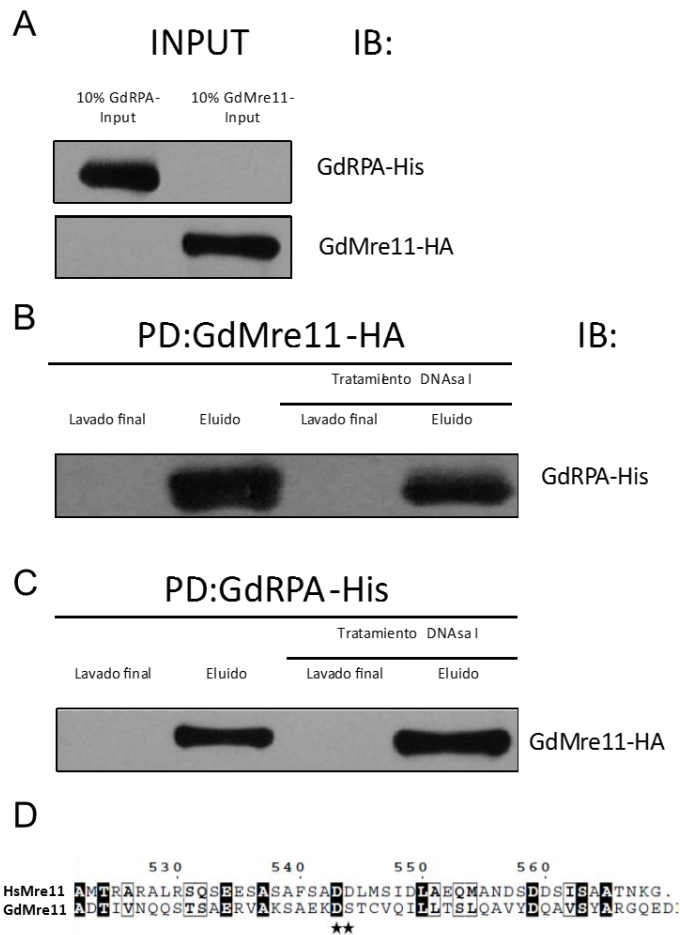 A
INPUT IB:
10% GdRPA-
Input
10% GdMre11-
Input
GdRPA-His
GdMre11-HA
B
PD:GdMre11-HA IB:
Tratamiento DNAsa I
Lavado final Eluido Lavado final Eluido
GdRPA-His
C
PD:GdRPA-His
Tratamiento DNAsa I
Lavado final Eluido Lavado final Eluido
GdMre11-HA
D
530 540 550 560
HsMre11 AMTRARALRSQSEESASAFSADDLMSIDLAEQMANDSDDSISAATNKG.
GdMre11 ADTIVNQQSTSAERVAKSAEKDSTCVQILLTSLQAVYDQAVSYARGQED
★★